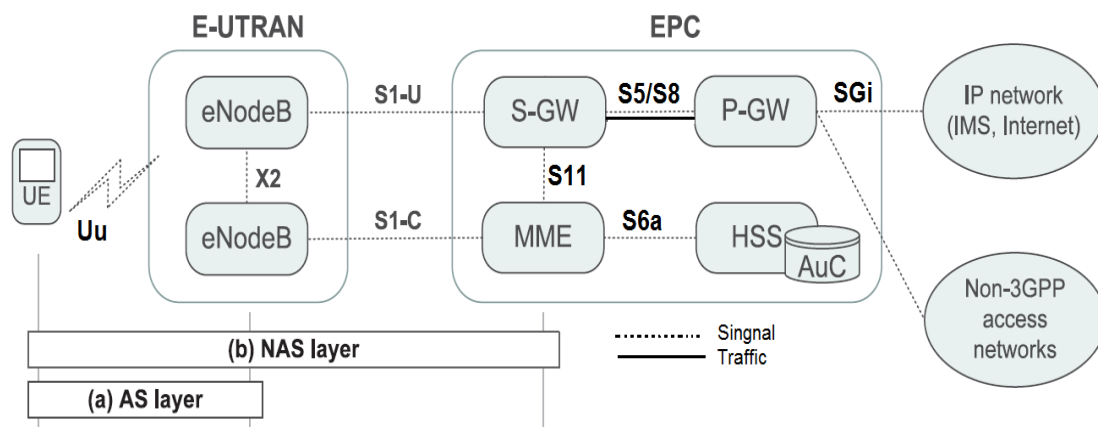 E-UTRAN
EPC
eNodeB
S1-U
S-GW
S5/S8
P-GW
SGi
IP network
(IMS, Internet)
UE
Uu
X2
S11
eNodeB
S1-C
MME
S6a
HSS
AuC
Non-3GPP
access
networks
(b) NAS layer
(a) AS layer
Singnal
Traffic